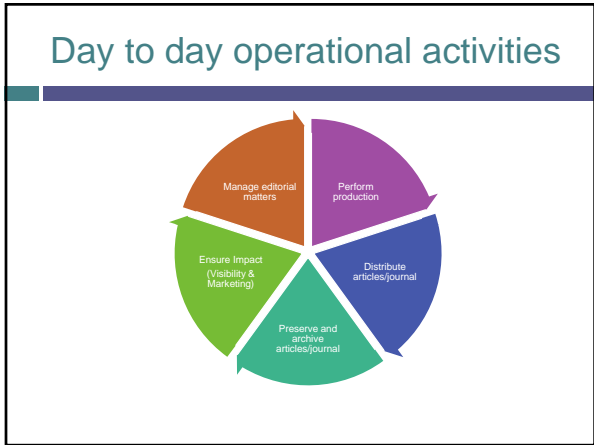 Day to day operational activities
Manage editorial
matters
Perform
production
Ensure Impact
(Visibility &
Marketing)
Distribute
articles/journal
Preserve and
archive
articles/journal